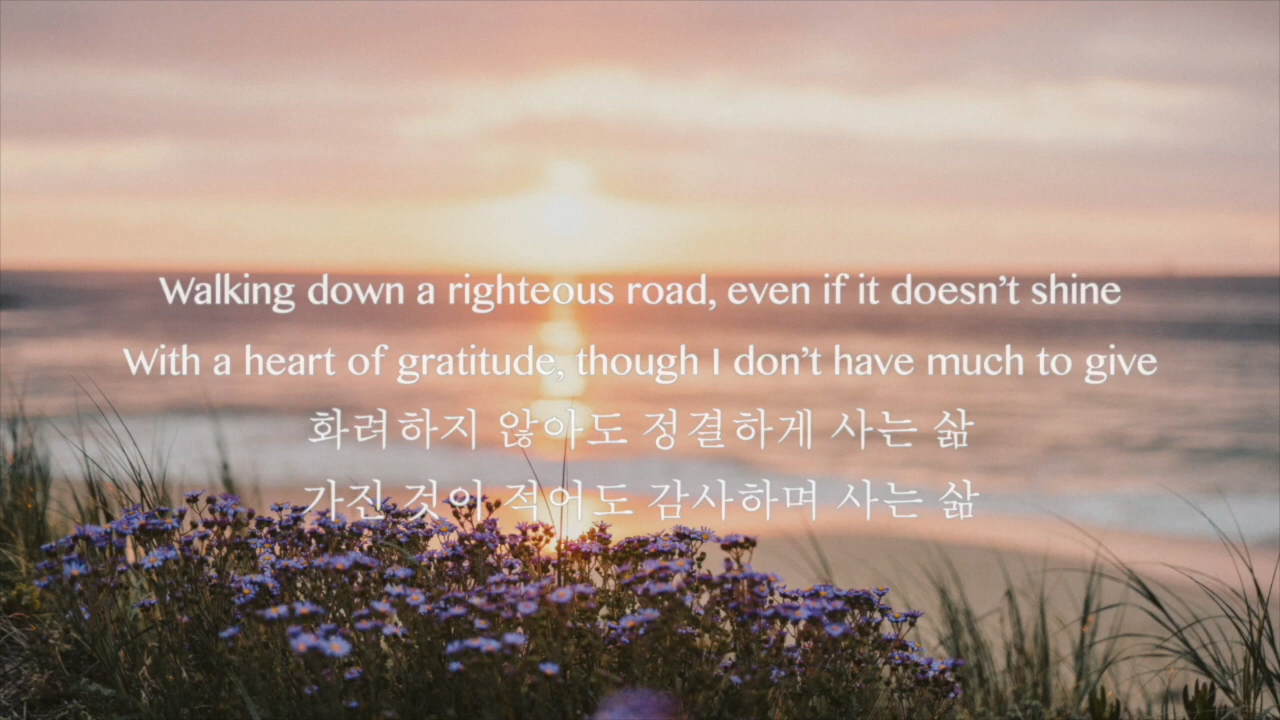 Walking down a righteous road, even if it doesn’t shine
With a heart of gratitude, though I don’t have much to give
화려하지 않아도 정결하게 사는 삶
가진 것이 적어도 감사하며 사는 삶